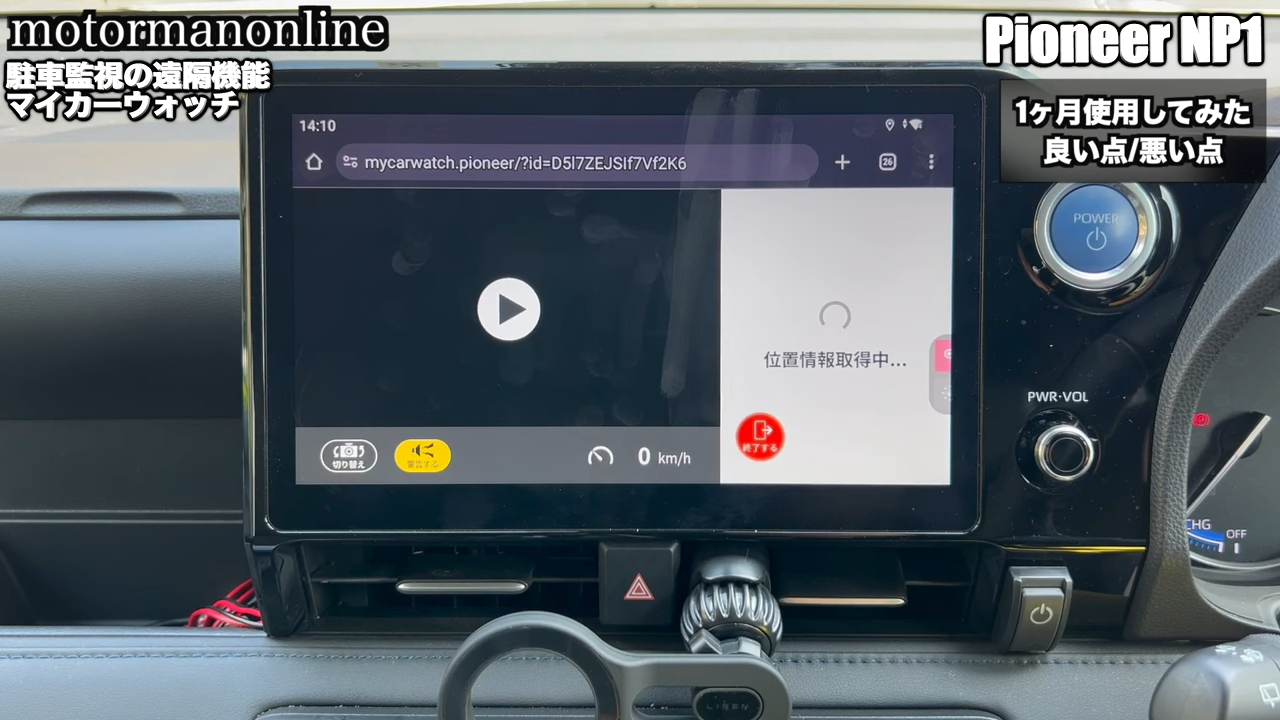 motormanonline
駐車監視の遠隔機能
マイカーウォッチ
Pioneer NP1
1ヶ月使用してみた
良い点/悪い点
14:10
mycarwatch.pioneer/?id=D5I7ZEJSIf7Vf2K6
26
位置情報取得中...
切り替え
警告する
0 km/h
終了する
POWER
PWR·VOL
CHG
OFF
LISEN